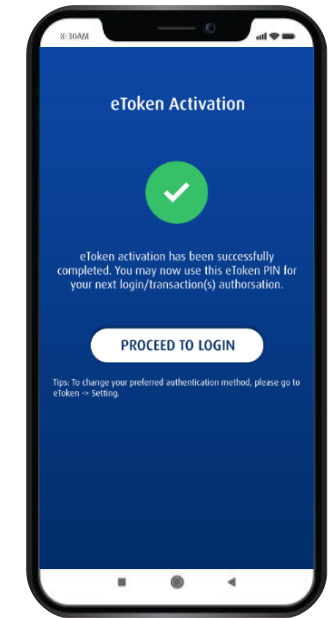 8:30AM
eToken Activation
eToken activation has been successfully
completed. You may now use this eToken PIN for
your next login/transaction(s) authorsation.
PROCEED TO LOGIN
Tips: To change your preferred authentication method, please go to
eToken -> Setting.